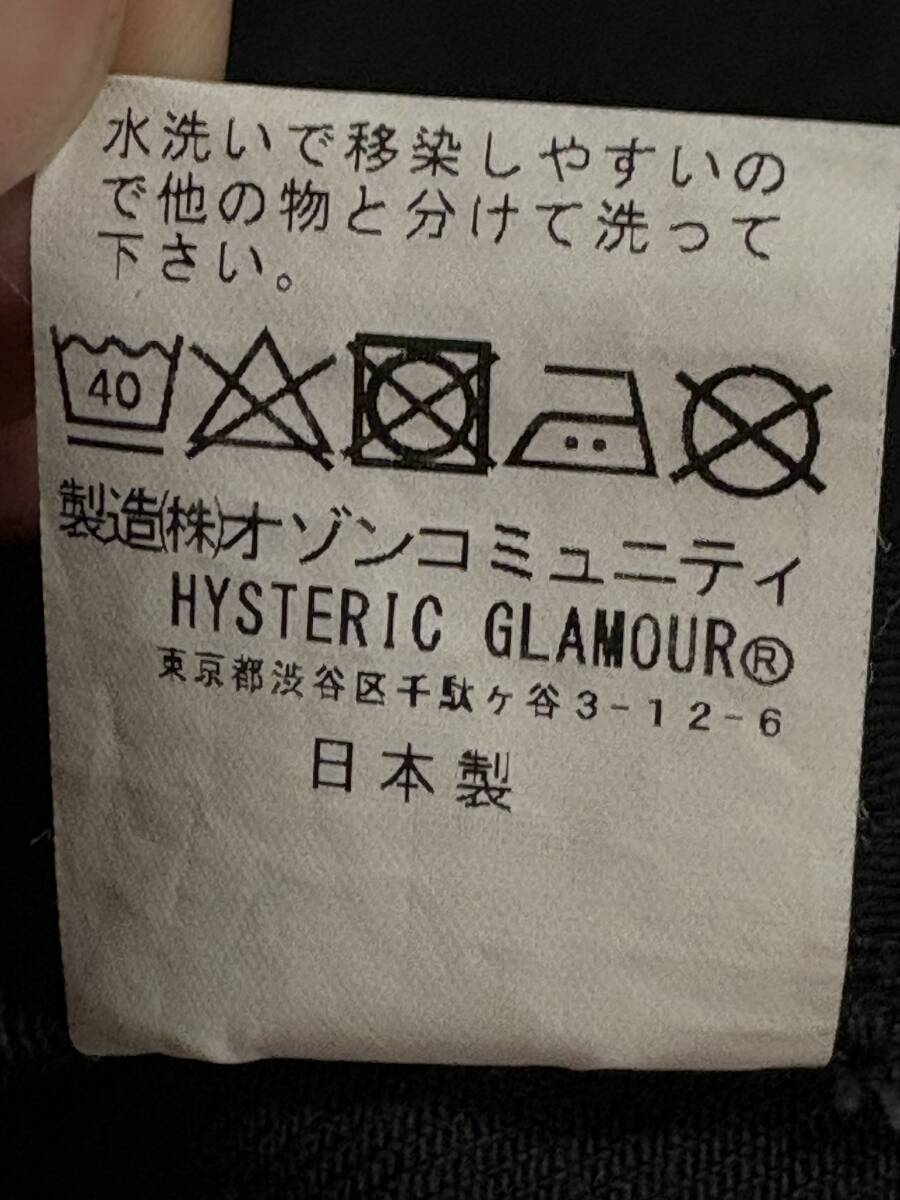 水洗いで移染しやすいの
で他の物と分けて洗って
下さい。
40
製造㈱オゾンコミュニティ
HYSTERIC GLAMOUR®
東京都渋谷区千駄ヶ谷3-12-6
日本製